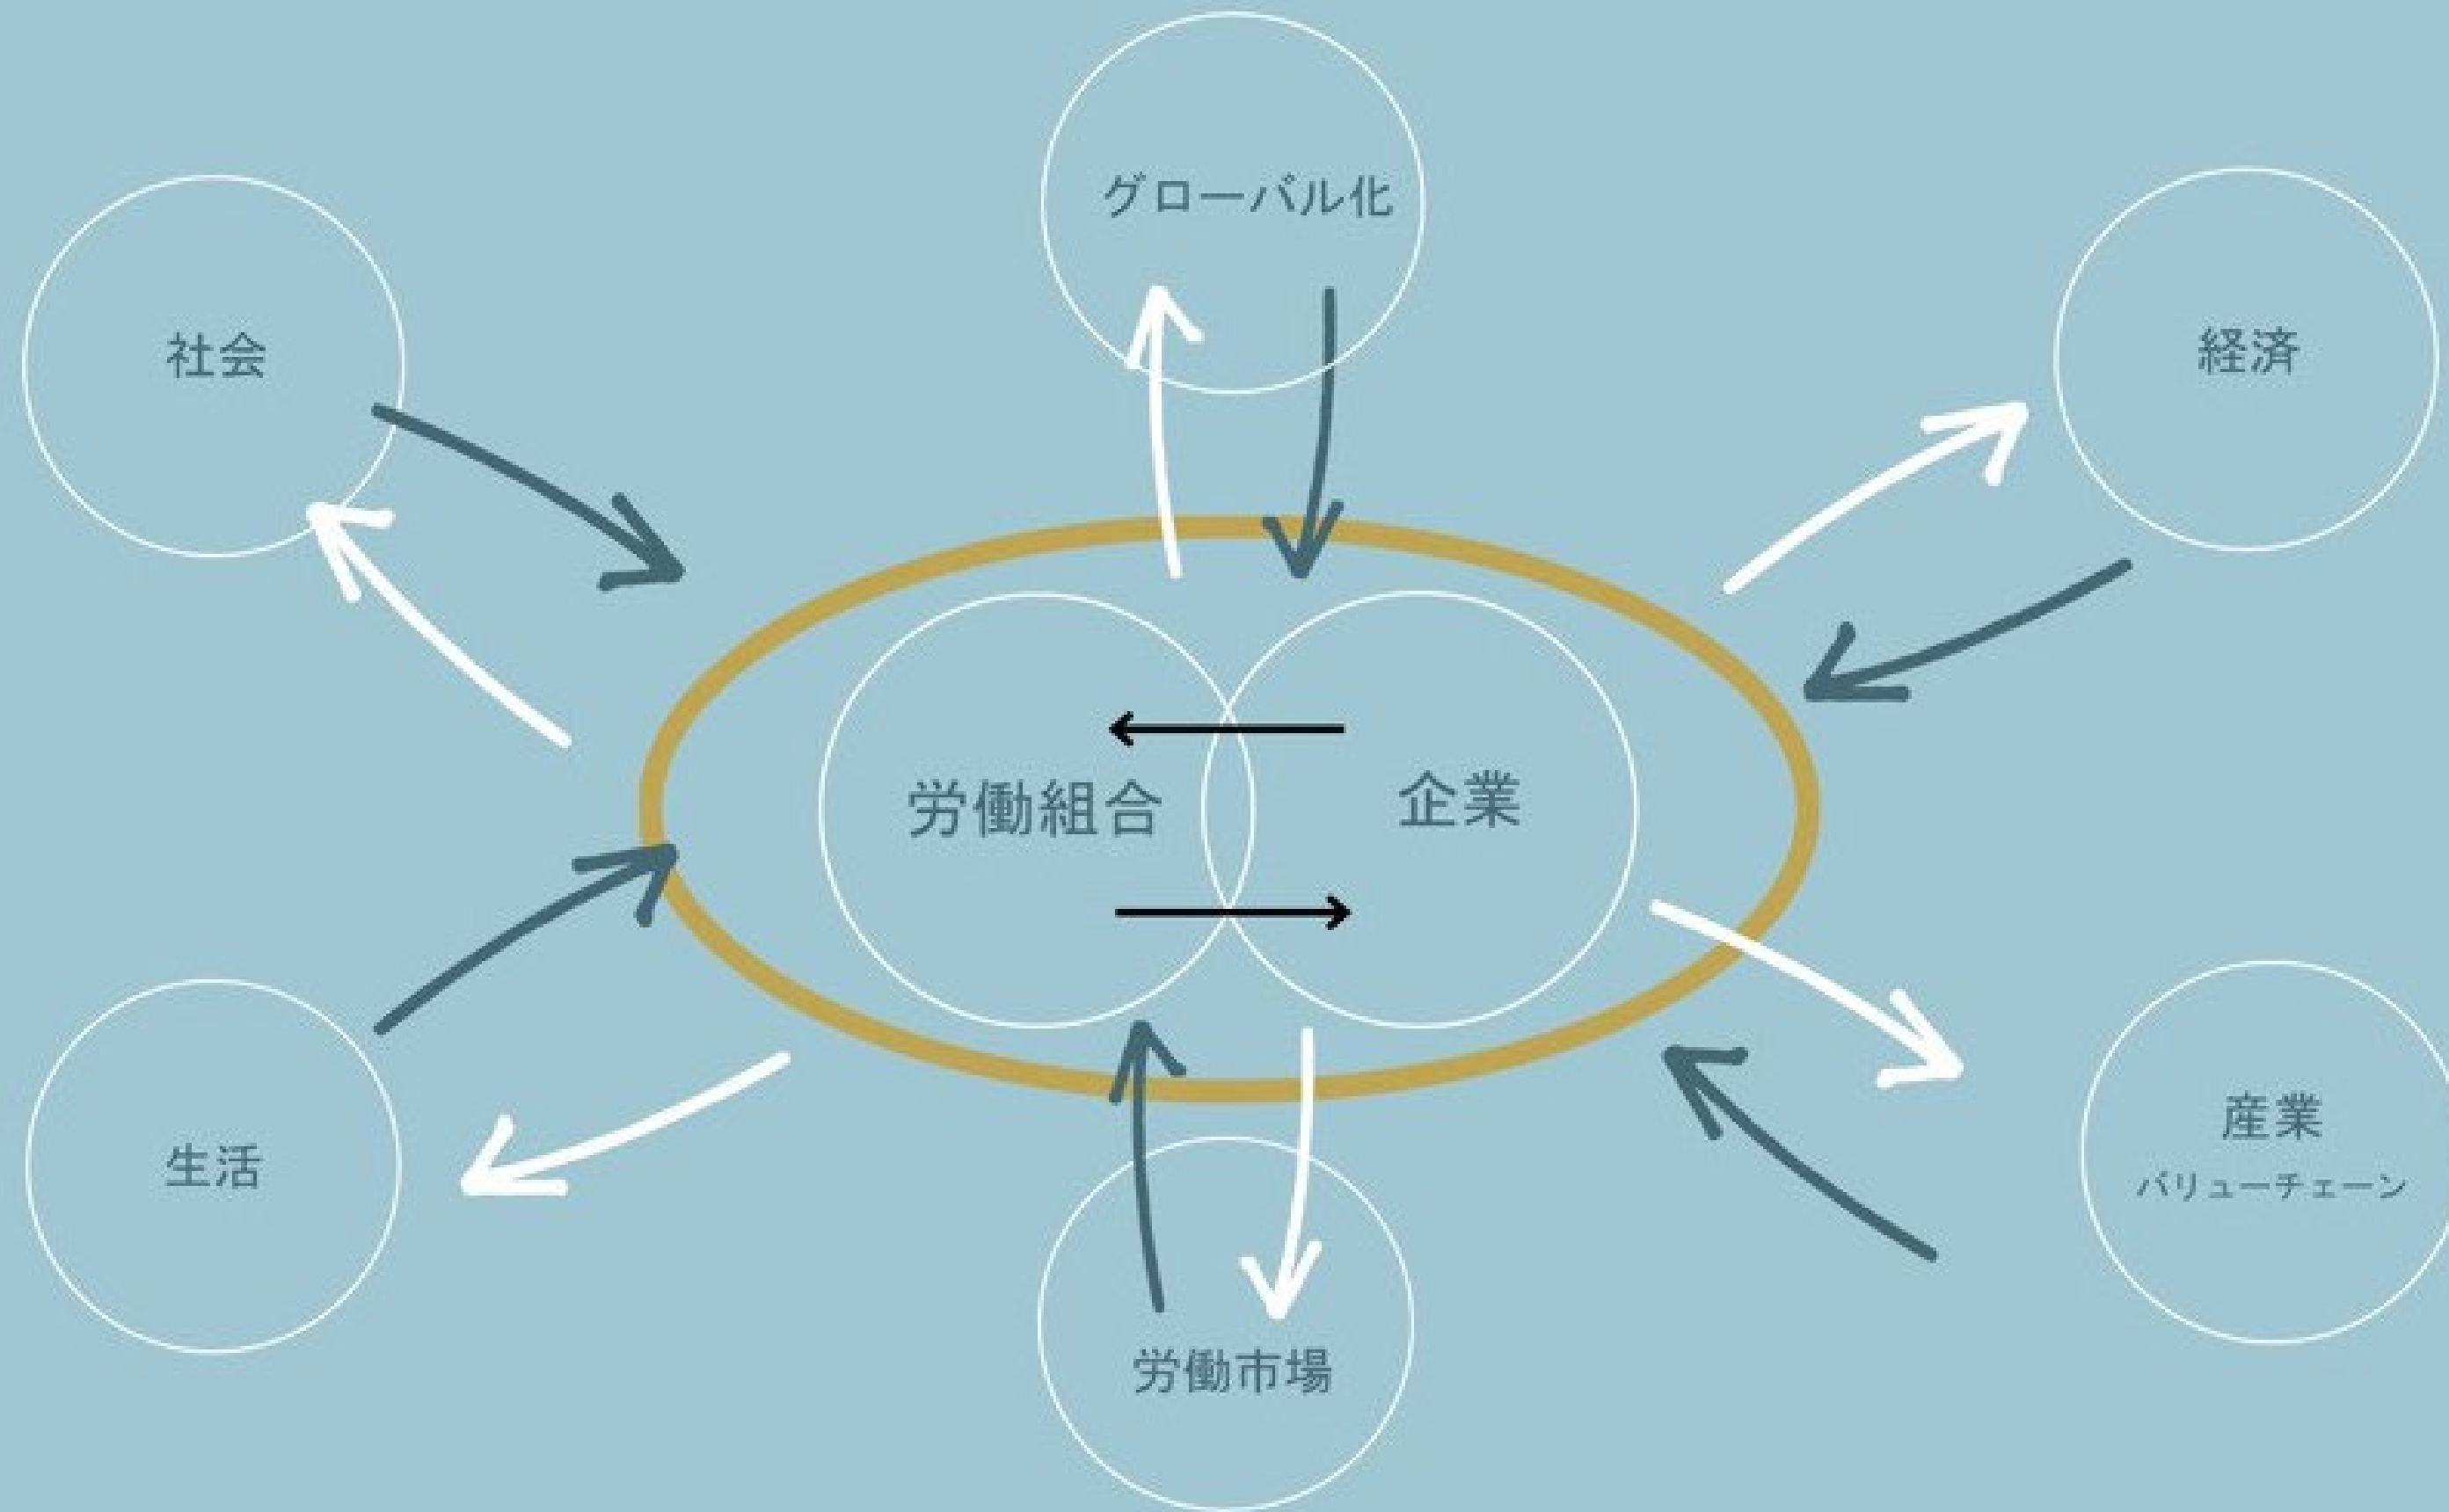 グローバル化
社会
経済
労働組合
企業
生活
産業
バリューチェーン
労働市場